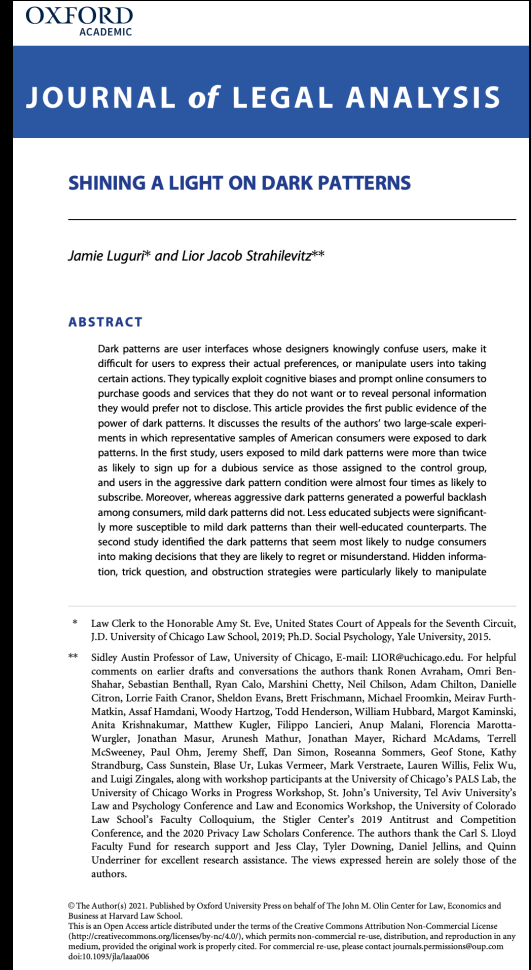 OXFORD
ACADEMIC
JOURNAL of LEGAL ANALYSIS
SHINING A LIGHT ON DARK PATTERNS
Jamie Luguri* and Lior Jacob Strahilevitz**
ABSTRACT
Dark patterns are user interfaces whose designers knowingly confuse users, make it
difficult for users to express their actual preferences, or manipulate users into taking
certain actions. They typically exploit cognitive biases and prompt online consumers to
purchase goods and services that they do not want or to reveal personal information
they would prefer not to disclose. This article provides the first public evidence of the
power of dark patterns. It discusses the results of the authors' two large-scale experi-
ments in which representative samples of American consumers were exposed to dark
patterns. In the first study, users exposed to mild dark patterns were more than twice
as likely to sign up for a dubious service as those assigned to the control group,
and users in the aggressive dark pattern condition were almost four times as likely to
subscribe. Moreover, whereas aggressive dark patterns generated a powerful backlash
among consumers, mild dark patterns did not. Less educated subjects were significant-
ly more susceptible to mild dark patterns than their well-educated counterparts. The
second study identified the dark patterns that seem most likely to nudge consumers
into making decisions that they are likely to regret or misunderstand. Hidden informa-
tion, trick question, and obstruction strategies were particularly likely to manipulate
* Law Clerk to the Honorable Amy St. Eve, United States Court of Appeals for the Seventh Circuit,
J.D. University of Chicago Law School, 2019; Ph.D. Social Psychology, Yale University, 2015.
** Sidley Austin Professor of Law, University of Chicago, E-mail: LIOR@uchicago.edu. For helpful
comments on earlier drafts and conversations the authors thank Ronen Avraham, Omri Ben-
Shahar, Sebastian Benthall, Ryan Calo, Marshini Chetty, Neil Chilson, Adam Chilton, Danielle
Citron, Lorrie Faith Cranor, Sheldon Evans, Brett Frischmann, Michael Froomkin, Meirav Furth-
Matkin, Assaf Hamdani, Woody Hartzog, Todd Henderson, William Hubbard, Margot Kaminski,
Anita Krishnakumar, Matthew Kugler, Filippo Lancieri, Anup Malani, Florencia Marotta-
Wurgler, Jonathan Masur, Arunesh Mathur, Jonathan Mayer, Richard McAdams, Terrell
McSweeney, Paul Ohm, Jeremy Sheff, Dan Simon, Roseanna Sommers, Geof Stone, Kathy
Strandburg, Cass Sunstein, Blase Ur, Lukas Vermeer, Mark Verstraete, Lauren Willis, Felix Wu,
and Luigi Zingales, along with workshop participants at the University of Chicago's PALS Lab, the
University of Chicago Works in Progress Workshop, St. John's University, Tel Aviv University's
Law and Psychology Conference and Law and Economics Workshop, the University of Colorado
Law School's Faculty Colloquium, the Stigler Center's 2019 Antitrust and Competition
Conference, and the 2020 Privacy Law Scholars Conference. The authors thank the Carl S. Lloyd
Faculty Fund for research support and Jess Clay, Tyler Downing, Daniel Jellins, and Quinn
Underriner for excellent research assistance. The views expressed herein are solely those of the
authors.
© The Author(s) 2021. Published by Oxford University Press on behalf of The John M. Olin Center for Law, Economics and
Business at Harvard Law School.
This is an Open Access article distributed under the terms of the Creative Commons Attribution Non-Commercial License
(http://creativecommons.org/licenses/by-nc/4.0/), which permits non-commercial re-use, distribution, and reproduction in any
medium, provided the original work is properly cited. For commercial re-use, please contact journals.permissions@oup.com
doi:10.1093/jla/laaa006